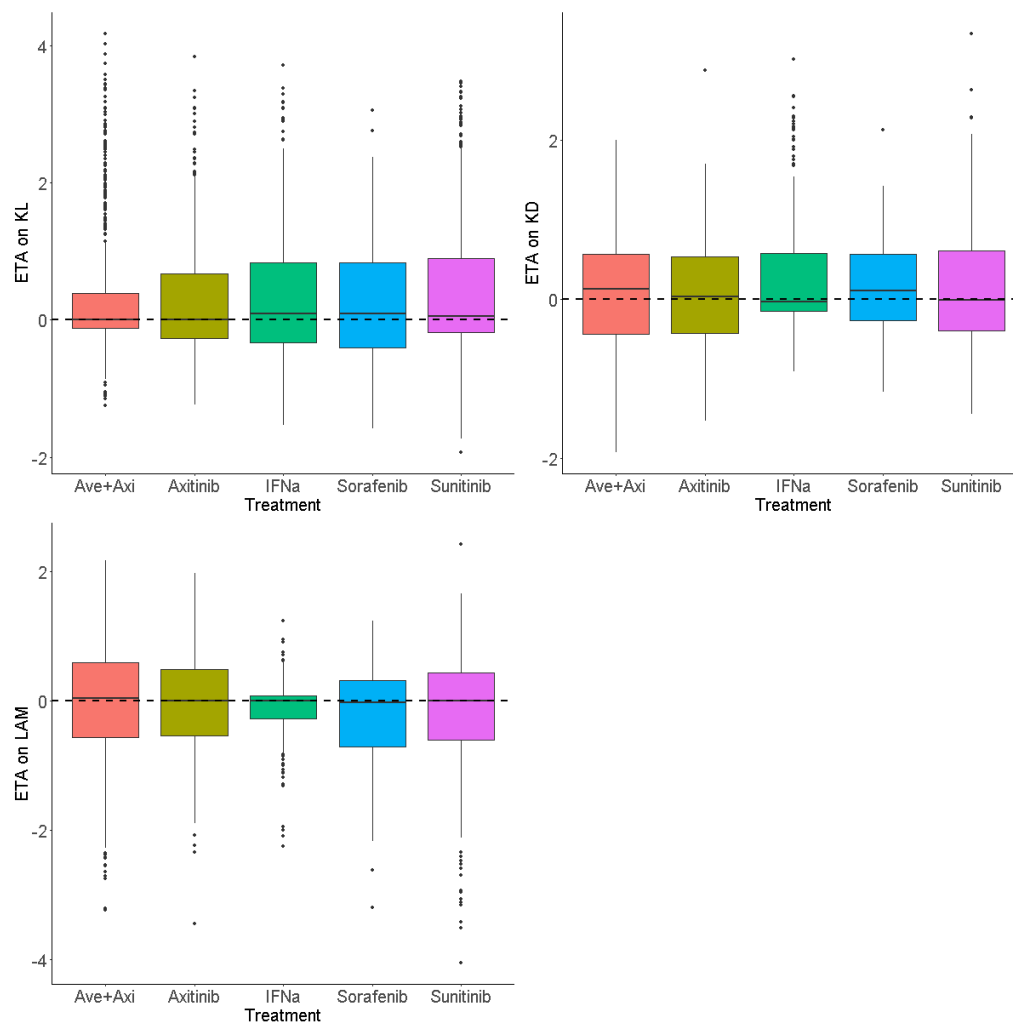 ETA on KL
4
2
0
-2
Ave+Axi Axitinib IFNa Sorafenib Sunitinib
Treatment
ETA on KD
2
0
-2
Ave+Axi Axitinib IFNa Sorafenib Sunitinib
Treatment
ETA on LAM
2
0
-2
-4
Ave+Axi Axitinib IFNa Sorafenib Sunitinib
Treatment